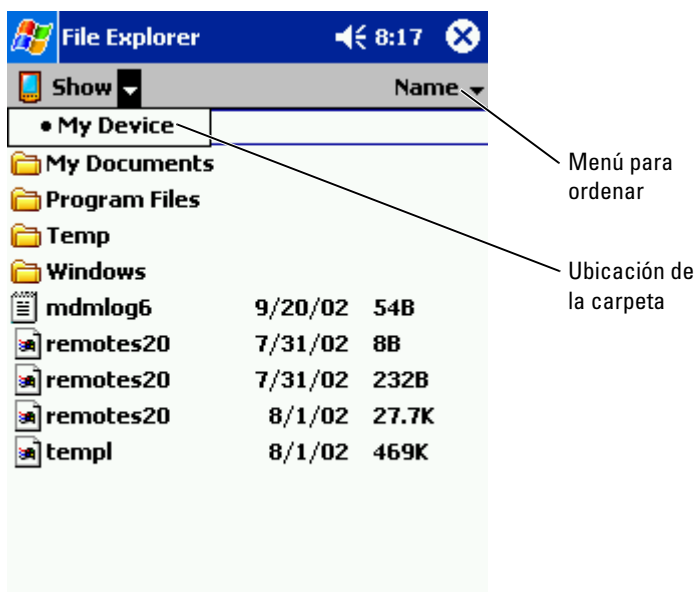 File Explorer 8:17
Show Name
• My Device
My Documents
Program Files
Temp
Windows
mdmlog6 9/20/02 54B
remotes20 7/31/02 8B
remotes20 7/31/02 232B
remotes20 8/1/02 27.7K
templ 8/1/02 469K
Menú para
ordenar
Ubicación de
la carpeta